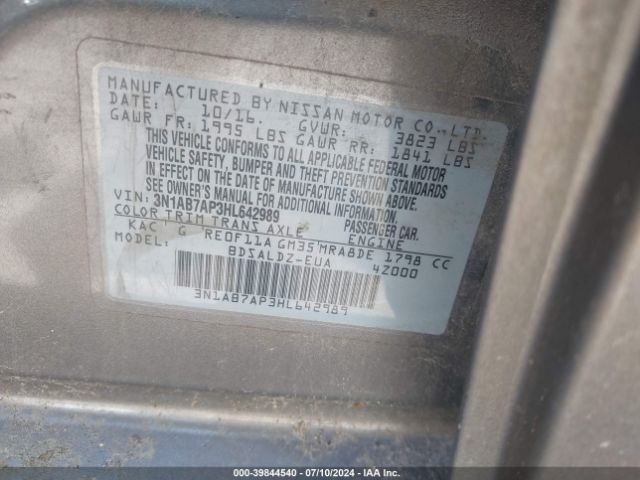 MANUFACTURED BY NISSAN MOTOR CO.,LTD.
DATE: 10/16. GVWR: 3823 LBS
GAWR FR: 1995 LBS GAWR RR: 1841 LBS
THIS VEHICLE CONFORMS TO ALL APPLICABLE FEDERAL MOTOR
VEHICLE SAFETY, BUMPER AND THEFT PREVENTION STANDARDS
IN EFFECT ON THE DATE OF MANUFACTURE SHOWN ABOVE.
SEE OWNER'S MANUAL FOR ADDITIONAL INFORMATION.
VIN: 3N1AB7AP3HL642989 PASSENGER CAR.
COLOR TRIM TRANS AXLE ENGINE
KAC G RE0F11A GM35 MRA8DE 1798 CC
MODEL: BDSALDZ-EUA 4Z000
3N1AB7AP3HL642989
000-39844540 - 07/10/2024 - IAA